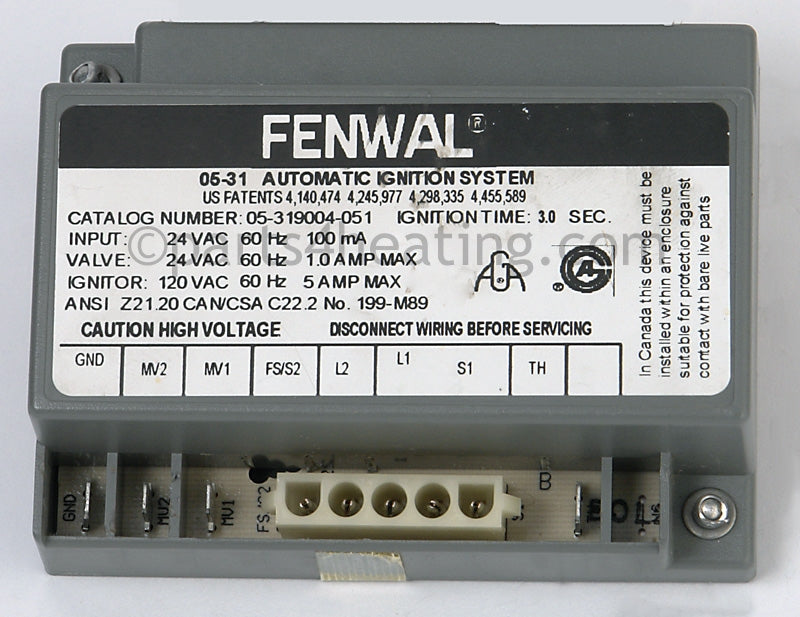 FENWAL®
05-31 AUTOMATIC IGNITION SYSTEM
US PATENTS 4,140,474 4,245,977 4,298,335 4,455,589
CATALOG NUMBER: 05-319004-051 IGNITION TIME: 3.0 SEC.
INPUT: 24 VAC 60 Hz 100 mA
VALVE: 24 VAC 60 Hz 1.0 AMP MAX
IGNITOR: 120 VAC 60 Hz 5 AMP MAX
ANSI Z21.20 CAN/CSA C22.2 No. 199-M89
©parts4heating.com
CAUTION HIGH VOLTAGE DISCONNECT WIRING BEFORE SERVICING
GND MV2 MV1 FS/S2 L2 L1 S1 TH
In Canada this device must be
installed within an enclosure
suitable for protection against
contact with bare live parts
GND MV2 MV1 FS B TH